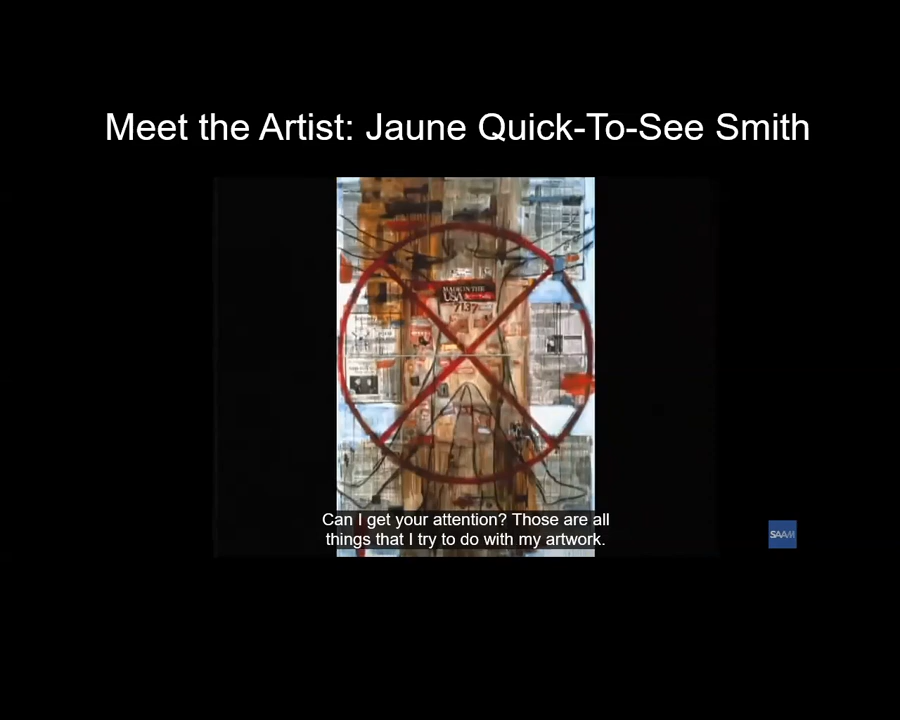 Meet the Artist: Jaune Quick-To-See Smith
MADE IN THE
USA
7137
Can I get your attention? Those are all
things that I try to do with my artwork.
SAAM